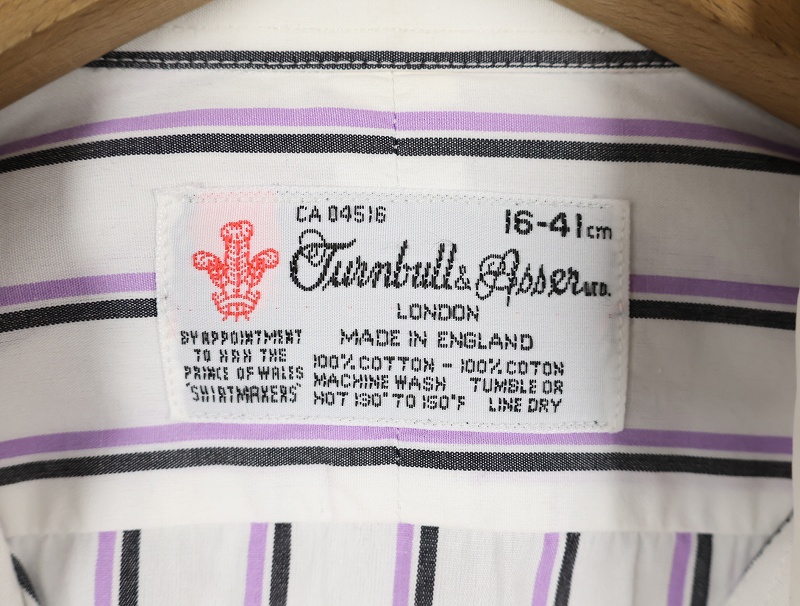 CA 04516
16-41cm
Turnbull & Asser LTD.
LONDON
MADE IN ENGLAND
BY APPOINTMENT
TO HRH THE
PRINCE OF WALES
'SHIRTMAKERS'
100% COTTON - 100% COTON
MACHINE WASH TUMBLE OR
HOT 130° TO 150°F LINE DRY